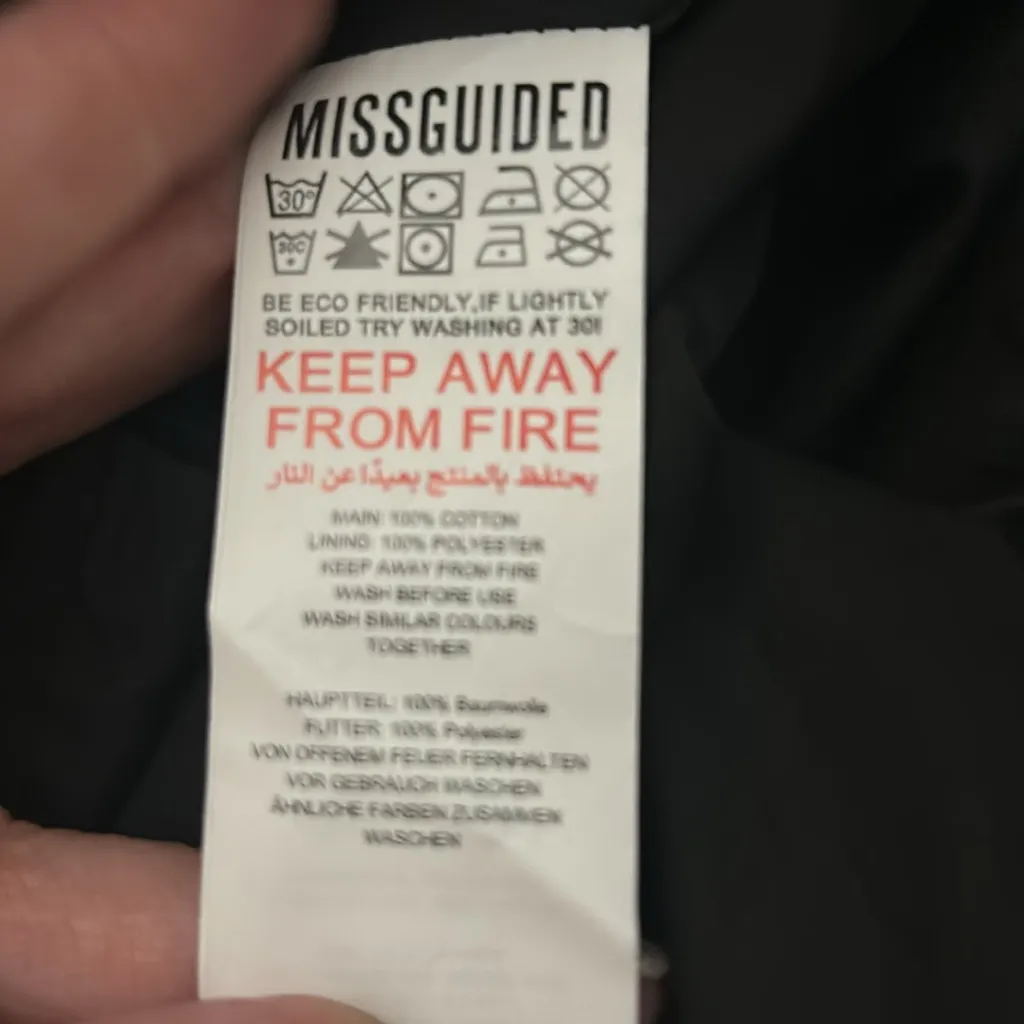 MISSGUIDED
30°
30C
BE ECO FRIENDLY,IF LIGHTLY
SOILED TRY WASHING AT 30!
KEEP AWAY
FROM FIRE
يحتفظ بالمنتج بعيدًا عن النار
MAIN: 100% COTTON
LINING: 100% POLYESTER
KEEP AWAY FROM FIRE
WASH BEFORE USE
WASH SIMILAR COLOURS
TOGETHER
HAUPTTEIL: 100% Baumwolle
FUTTER: 100% Polyester
VON OFFENEM FEUER FERNHALTEN
VOR GEBRAUCH WASCHEN
ÄHNLICHE FARBEN ZUSAMMEN
WASCHEN